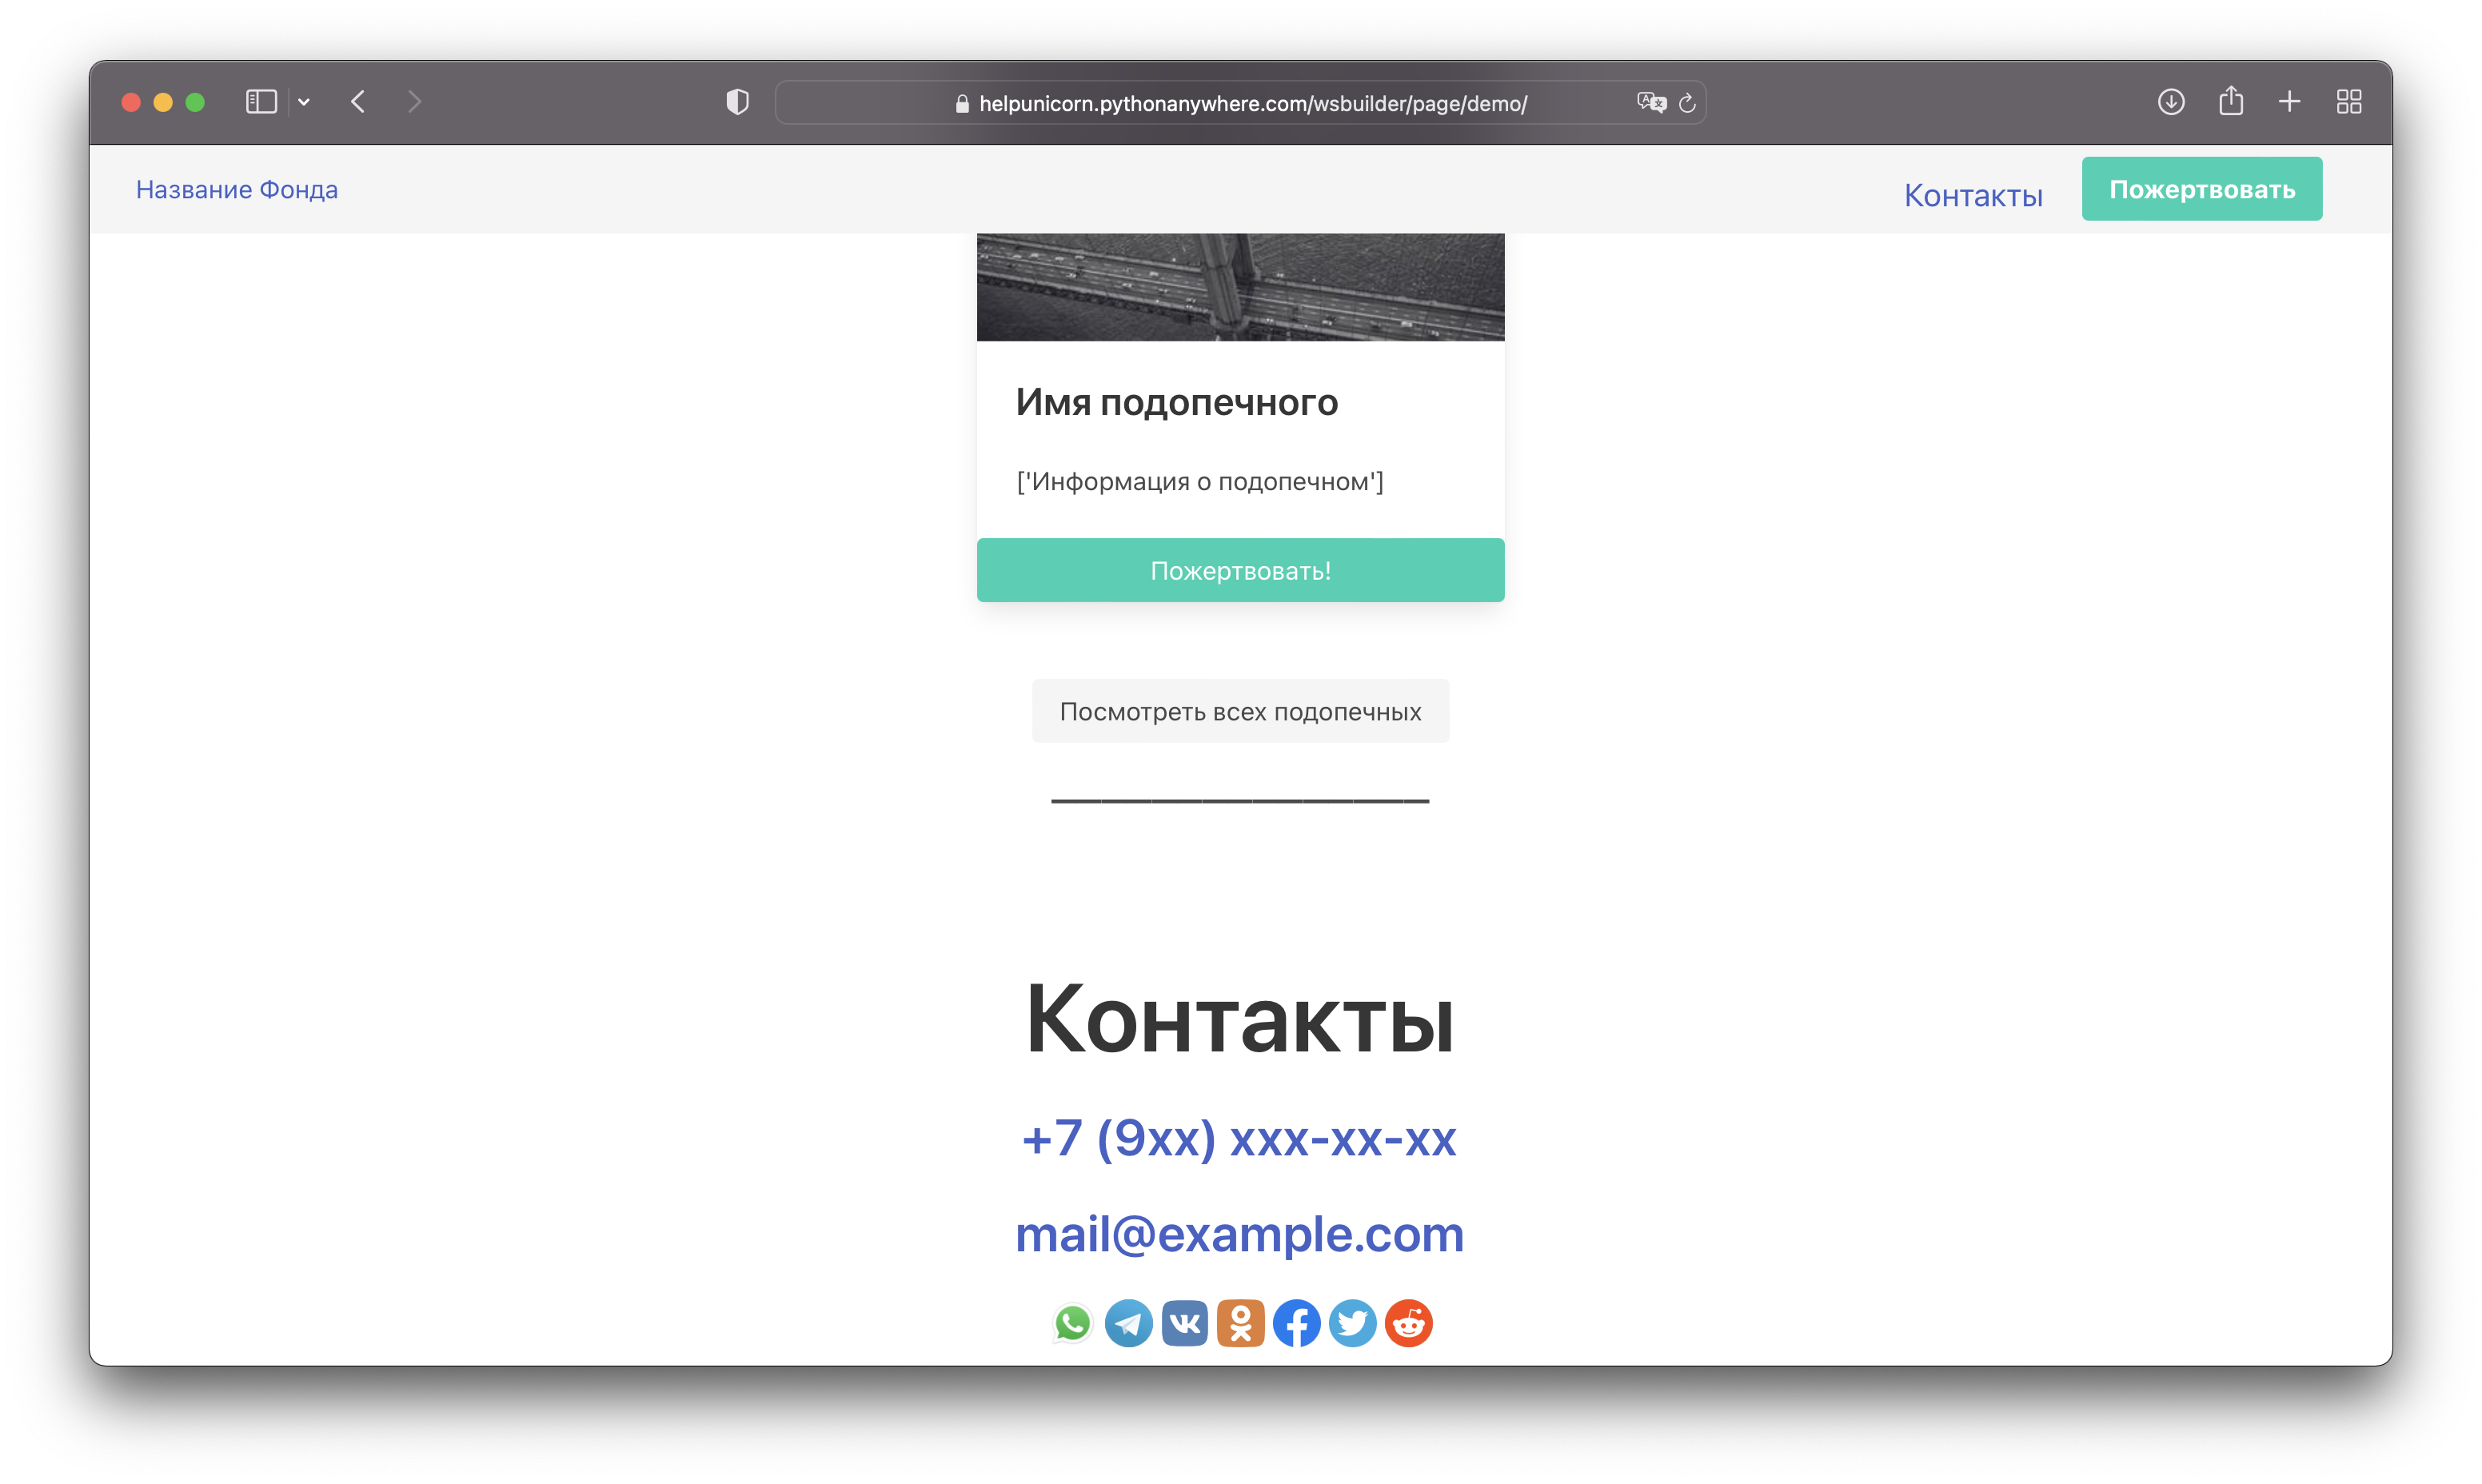 helpunicorn.pythonanywhere.com/wsbuilder/page/demo/
Название Фонда
Контакты
Пожертвовать
Имя подопечного
['Информация о подопечном']
Пожертвовать!
Посмотреть всех подопечных
Контакты
+7 (9xx) xxx-xx-xx
mail@example.com